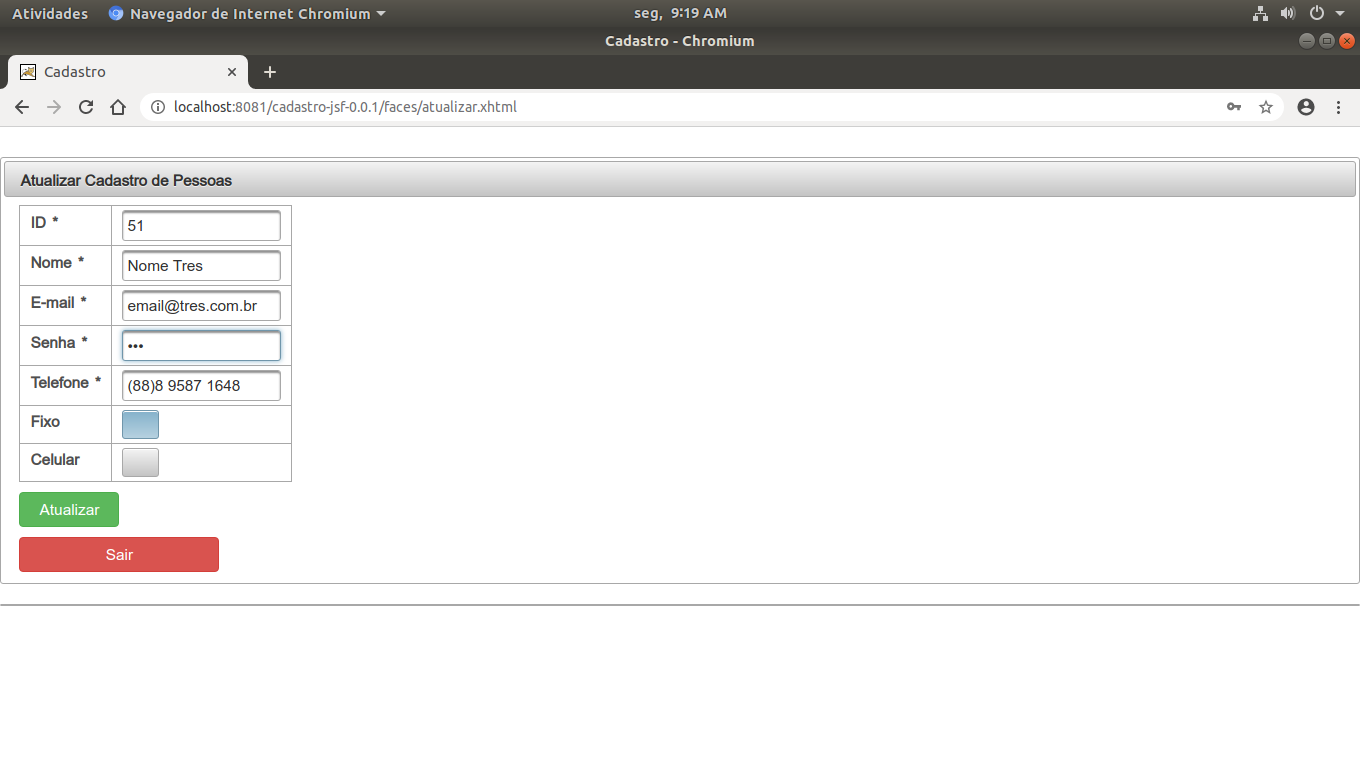 Atividades Navegador de Internet Chromium seg, 9:19 AM
Cadastro - Chromium
Cadastro
localhost:8081/cadastro-jsf-0.0.1/faces/atualizar.xhtml
Atualizar Cadastro de Pessoas
ID * 51
Nome * Nome Tres
E-mail * email@tres.com.br
Senha * •••
Telefone * (88)8 9587 1648
Fixo
Celular
Atualizar
Sair